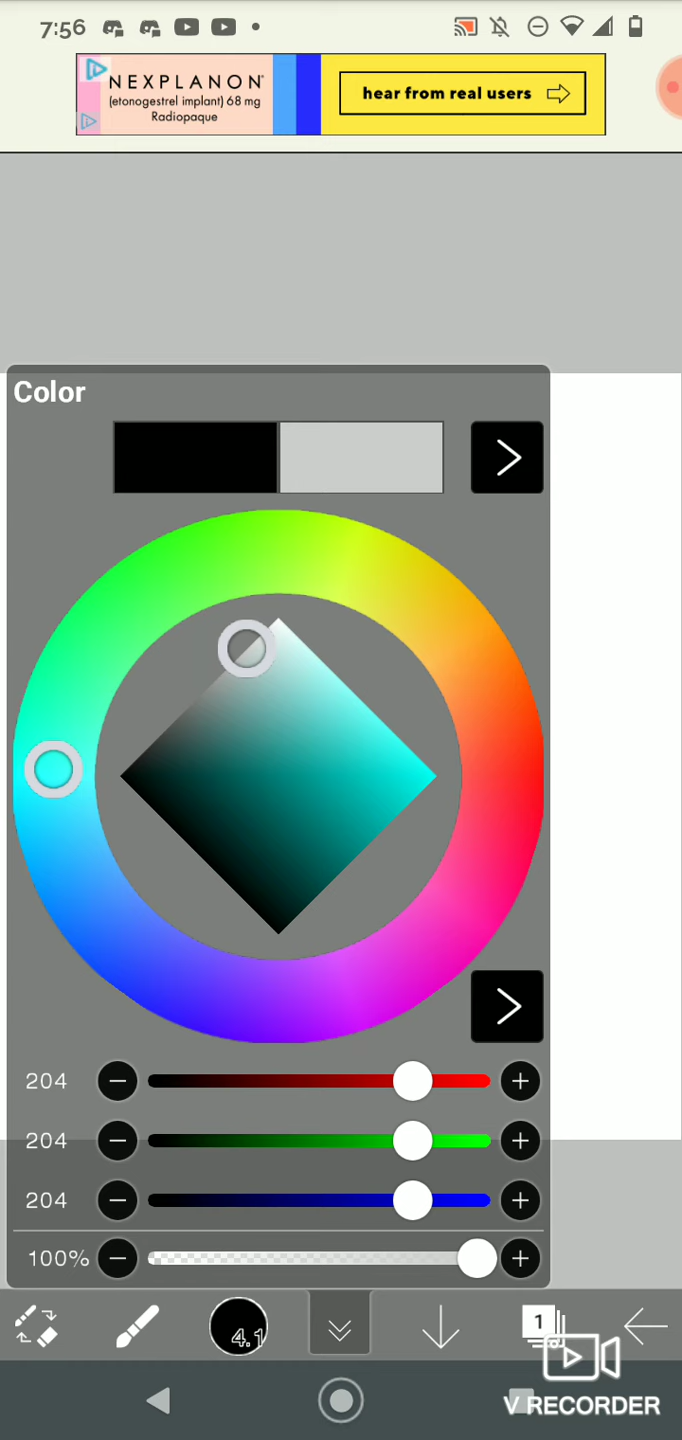 7:56
NEXPLANON
(etonogestrel implant) 68 mg
Radiopaque
hear from real users
Color
204
204
204
100%
4.1
1
V RECORDER